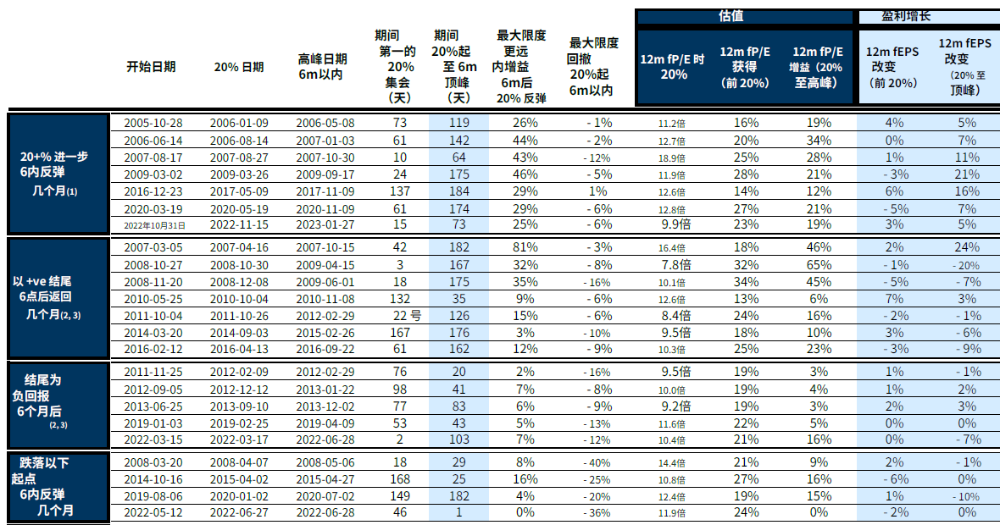 估值 盈利增长
开始日期 20% 日期 高峰日期 6m以内 期间 第一的 20% 集会 （天） 期间 20%起 至 6m 顶峰 （天） 最大限度 更远 内增益 6m后 20% 反弹 最大限度 回撤 20%起 6m以内 12m fP/E 时 20% 12m fP/E 获得 （前 20%） 12m fP/E 增益（20% 至高峰） 12m fEPS 改变 （前 20%） 12m fEPS 改变 （20% 至 顶峰）
20+% 进一步
6内反弹
几个月(1)
2005-10-28 2006-01-09 2006-05-08 73 119 26% - 1% 11.2倍 16% 19% 4% 5%
2006-06-14 2006-08-14 2007-01-03 61 142 44% - 2% 12.7倍 20% 34% 0% 7%
2007-08-17 2007-08-27 2007-10-30 10 64 43% - 12% 18.9倍 25% 28% 1% 11%
2009-03-02 2009-03-26 2009-09-17 24 175 46% - 5% 11.9倍 28% 21% - 3% 21%
2016-12-23 2017-05-09 2017-11-09 137 184 29% 1% 12.6倍 14% 12% 6% 16%
2020-03-19 2020-05-19 2020-11-09 61 174 29% - 6% 12.8倍 27% 21% - 5% 7%
2022年10月31日 2022-11-15 2023-01-27 15 73 25% - 6% 9.9倍 23% 19% 3% 5%
以 +ve 结尾
6点后返回
几个月(2, 3)
2007-03-05 2007-04-16 2007-10-15 42 182 81% - 3% 16.4倍 18% 46% 2% 24%
2008-10-27 2008-10-30 2009-04-15 3 167 32% - 8% 7.8倍 32% 65% - 1% - 20%
2008-11-20 2008-12-08 2009-06-01 18 175 35% - 16% 10.1倍 34% 45% - 5% - 7%
2010-05-25 2010-10-04 2010-11-08 132 35 9% - 6% 12.6倍 13% 6% 7% 3%
2011-10-04 2011-10-26 2012-02-29 22 号 126 15% - 6% 8.4倍 24% 16% - 2% - 1%
2014-03-20 2014-09-03 2015-02-26 167 176 3% - 10% 9.5倍 18% 10% 3% - 6%
2016-02-12 2016-04-13 2016-09-22 61 162 12% - 9% 10.3倍 25% 23% - 3% - 9%
结尾为
负回报
6个月后
(2, 3)
2011-11-25 2012-02-09 2012-02-29 76 20 2% - 16% 9.5倍 19% 3% 1% - 1%
2012-09-05 2012-12-12 2013-01-22 98 41 7% - 8% 10.0倍 19% 4% 1% 2%
2013-06-25 2013-09-10 2013-12-02 77 83 6% - 9% 9.2倍 19% 3% 2% 3%
2019-01-03 2019-02-25 2019-04-09 53 43 5% - 13% 11.6倍 22% 5% 0% 0%
2022-03-15 2022-03-17 2022-06-28 2 103 7% - 12% 10.4倍 21% 16% 0% - 7%
跌落以下
起点
6内反弹
几个月
2008-03-20 2008-04-07 2008-05-06 18 29 8% - 40% 14.4倍 21% 9% 2% - 1%
2014-10-16 2015-04-02 2015-04-27 168 25 16% - 25% 10.8倍 27% 16% - 6% 0%
2019-08-06 2020-01-02 2020-07-02 149 182 4% - 20% 12.4倍 19% 15% 1% - 10%
2022-05-12 2022-06-27 2022-06-28 46 1 0% - 36% 11.9倍 24% 0% - 2% 0%